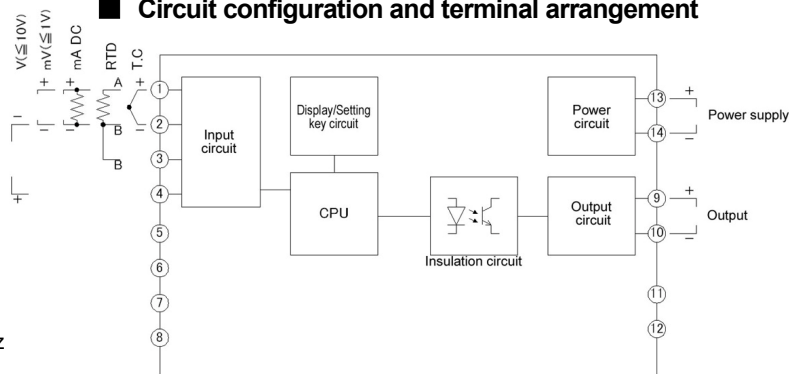 ■ Circuit configuration and terminal arrangement
V(≦10V)
mV(≦1V)
mA DC
RTD
T.C
+
+
A
+
−
−
−
B
−
B
+
1
2
3
4
5
6
7
8
Input
circuit
Display/Setting
key circuit
CPU
Insulation circuit
Power
circuit
Output
circuit
13
14
9
10
11
12
+
−
Power supply
+
−
Output
z